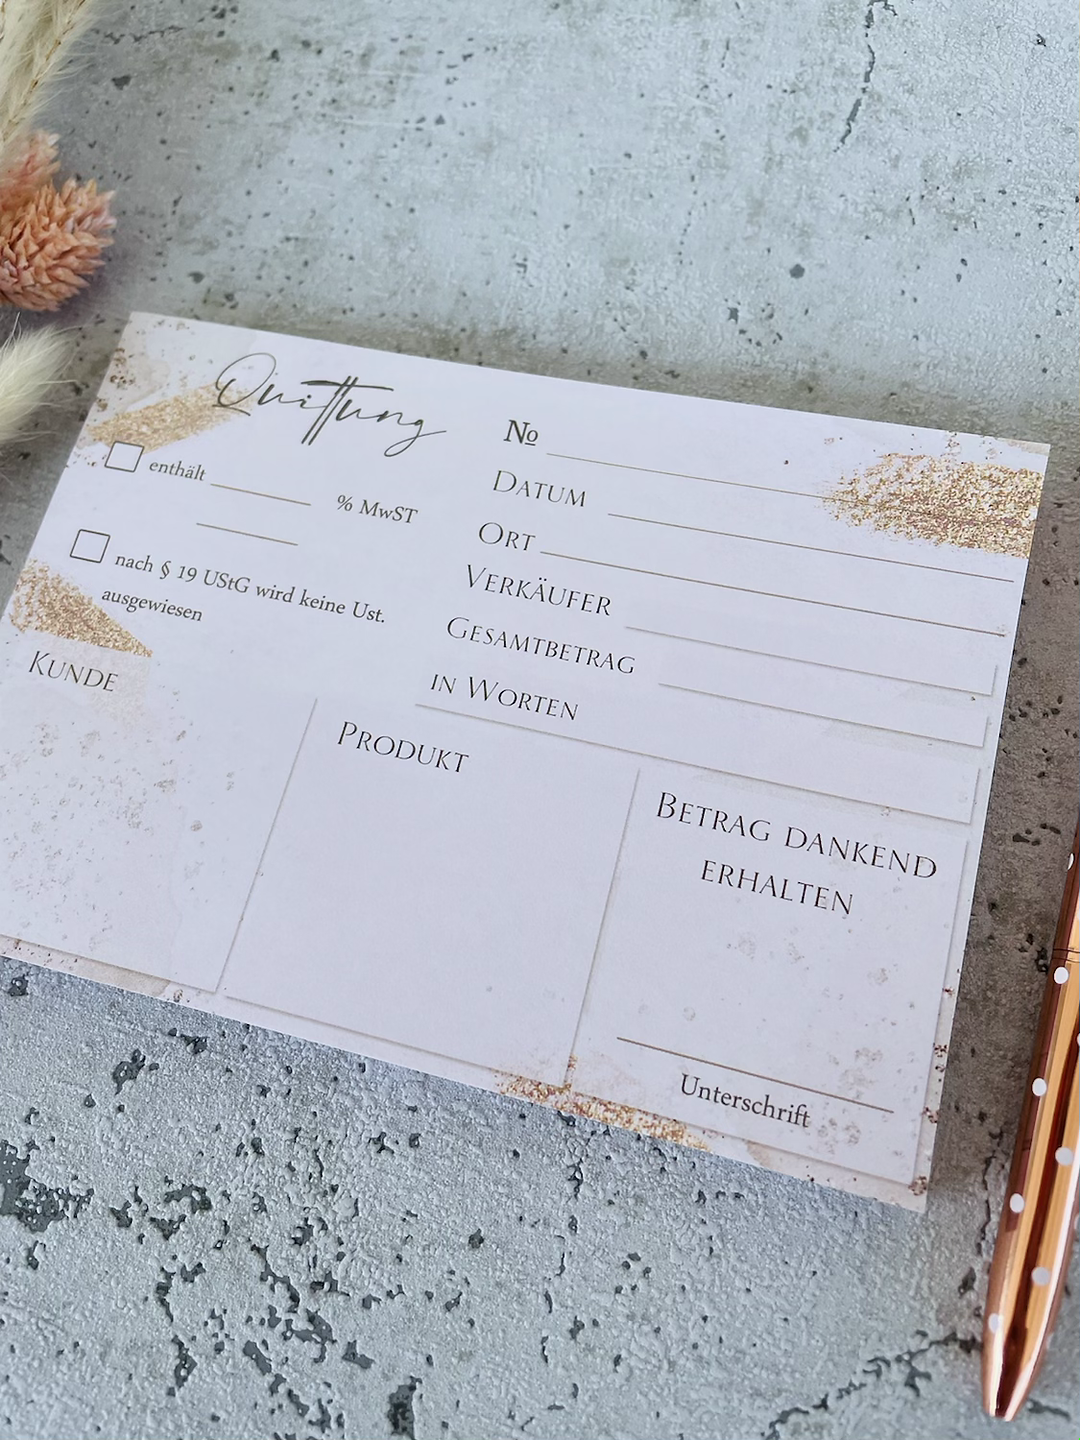 Quittung
enthält % MwST
nach § 19 UStG wird keine Ust.
ausgewiesen
№
DATUM
ORT
VERKÄUFER
GESAMTBETRAG
IN WORTEN
KUNDE
PRODUKT
BETRAG DANKEND
ERHALTEN
Unterschrift